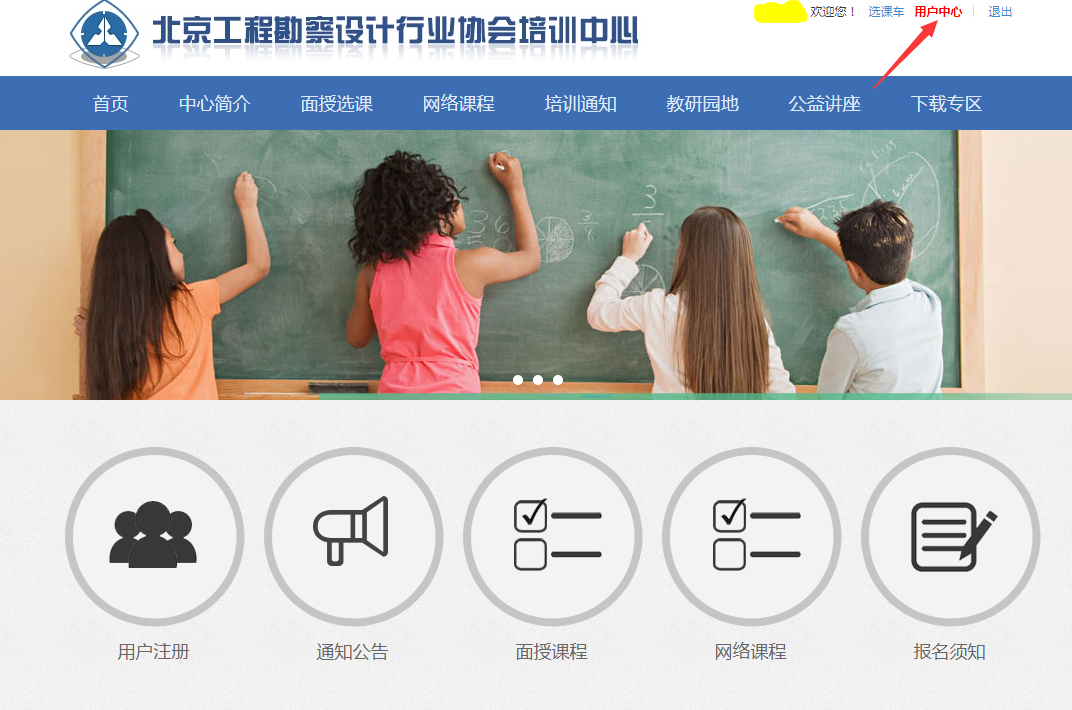 北京工程勘察设计行业协会培训中心
欢迎您！ 选课车 用户中心 退出
首页 中心简介 面授选课 网络课程 培训通知 教研园地 公益讲座 下载专区
用户注册 通知公告 面授课程 网络课程 报名须知